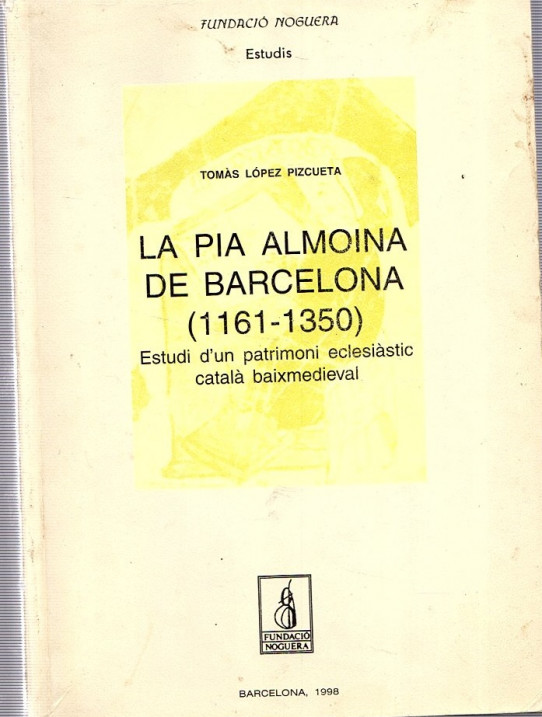 FUNDACIÓ NOGUERA
Estudis
TOMÀS LÓPEZ PIZCUETA
LA PIA ALMOINA
DE BARCELONA
(1161-1350)
Estudi d'un patrimoni eclesiàstic
català baixmedieval
FUNDACIÓ
NOGUERA
BARCELONA, 1998